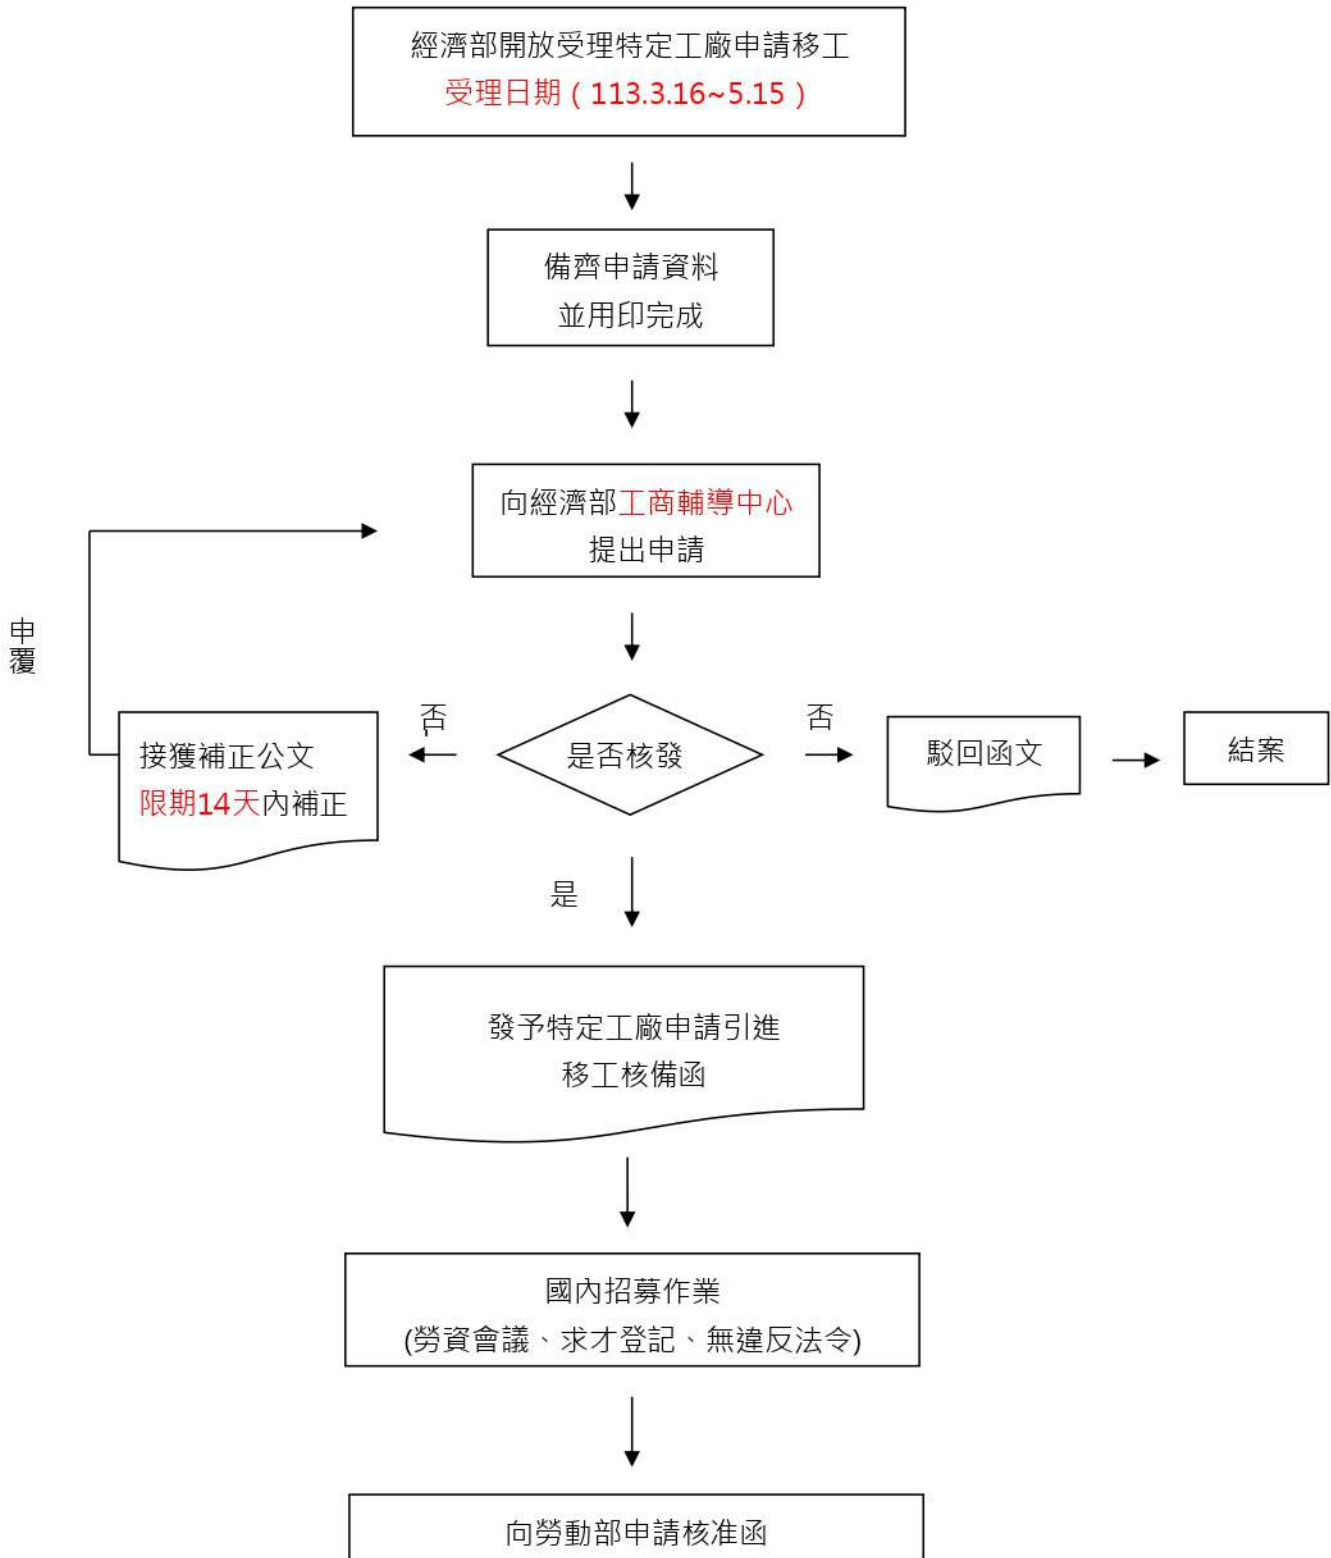 經濟部開放受理特定工廠申請移工
受理日期（113.3.16~5.15）
備齊申請資料
並用印完成
向經濟部工商輔導中心
提出申請
申覆
接獲補正公文
限期14天內補正
否
是否核發
否
駁回函文
結案
是
發予特定工廠申請引進
移工核備函
國內招募作業
(勞資會議、求才登記、無違反法令)
向勞動部申請核准函